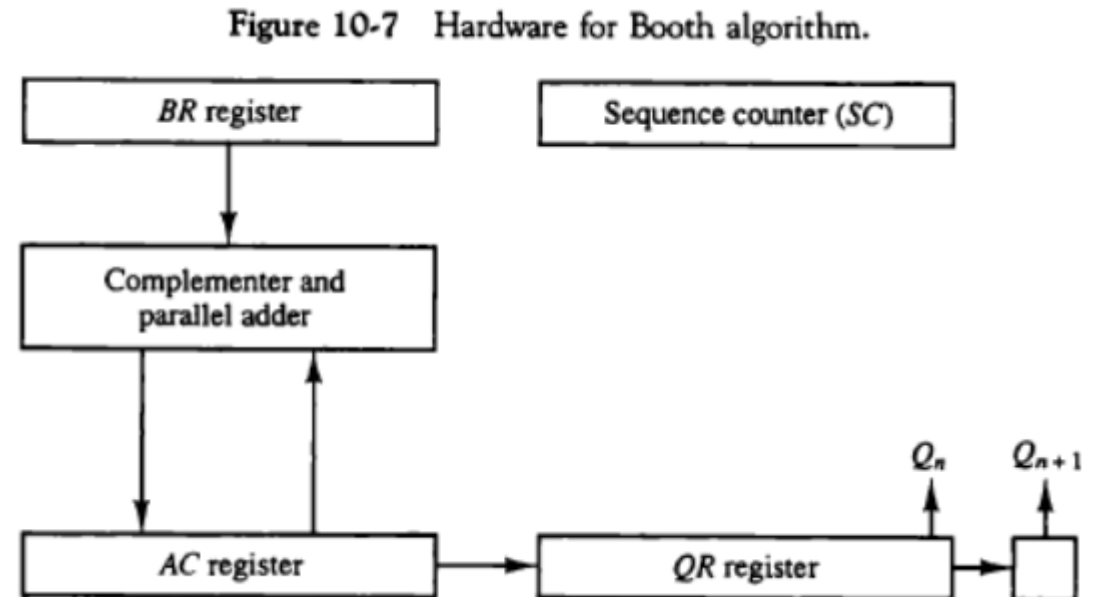 Figure 10-7 Hardware for Booth algorithm.
BR register
Sequence counter (SC)
Complementer and
parallel adder
Qn
Qn+1
AC register
QR register